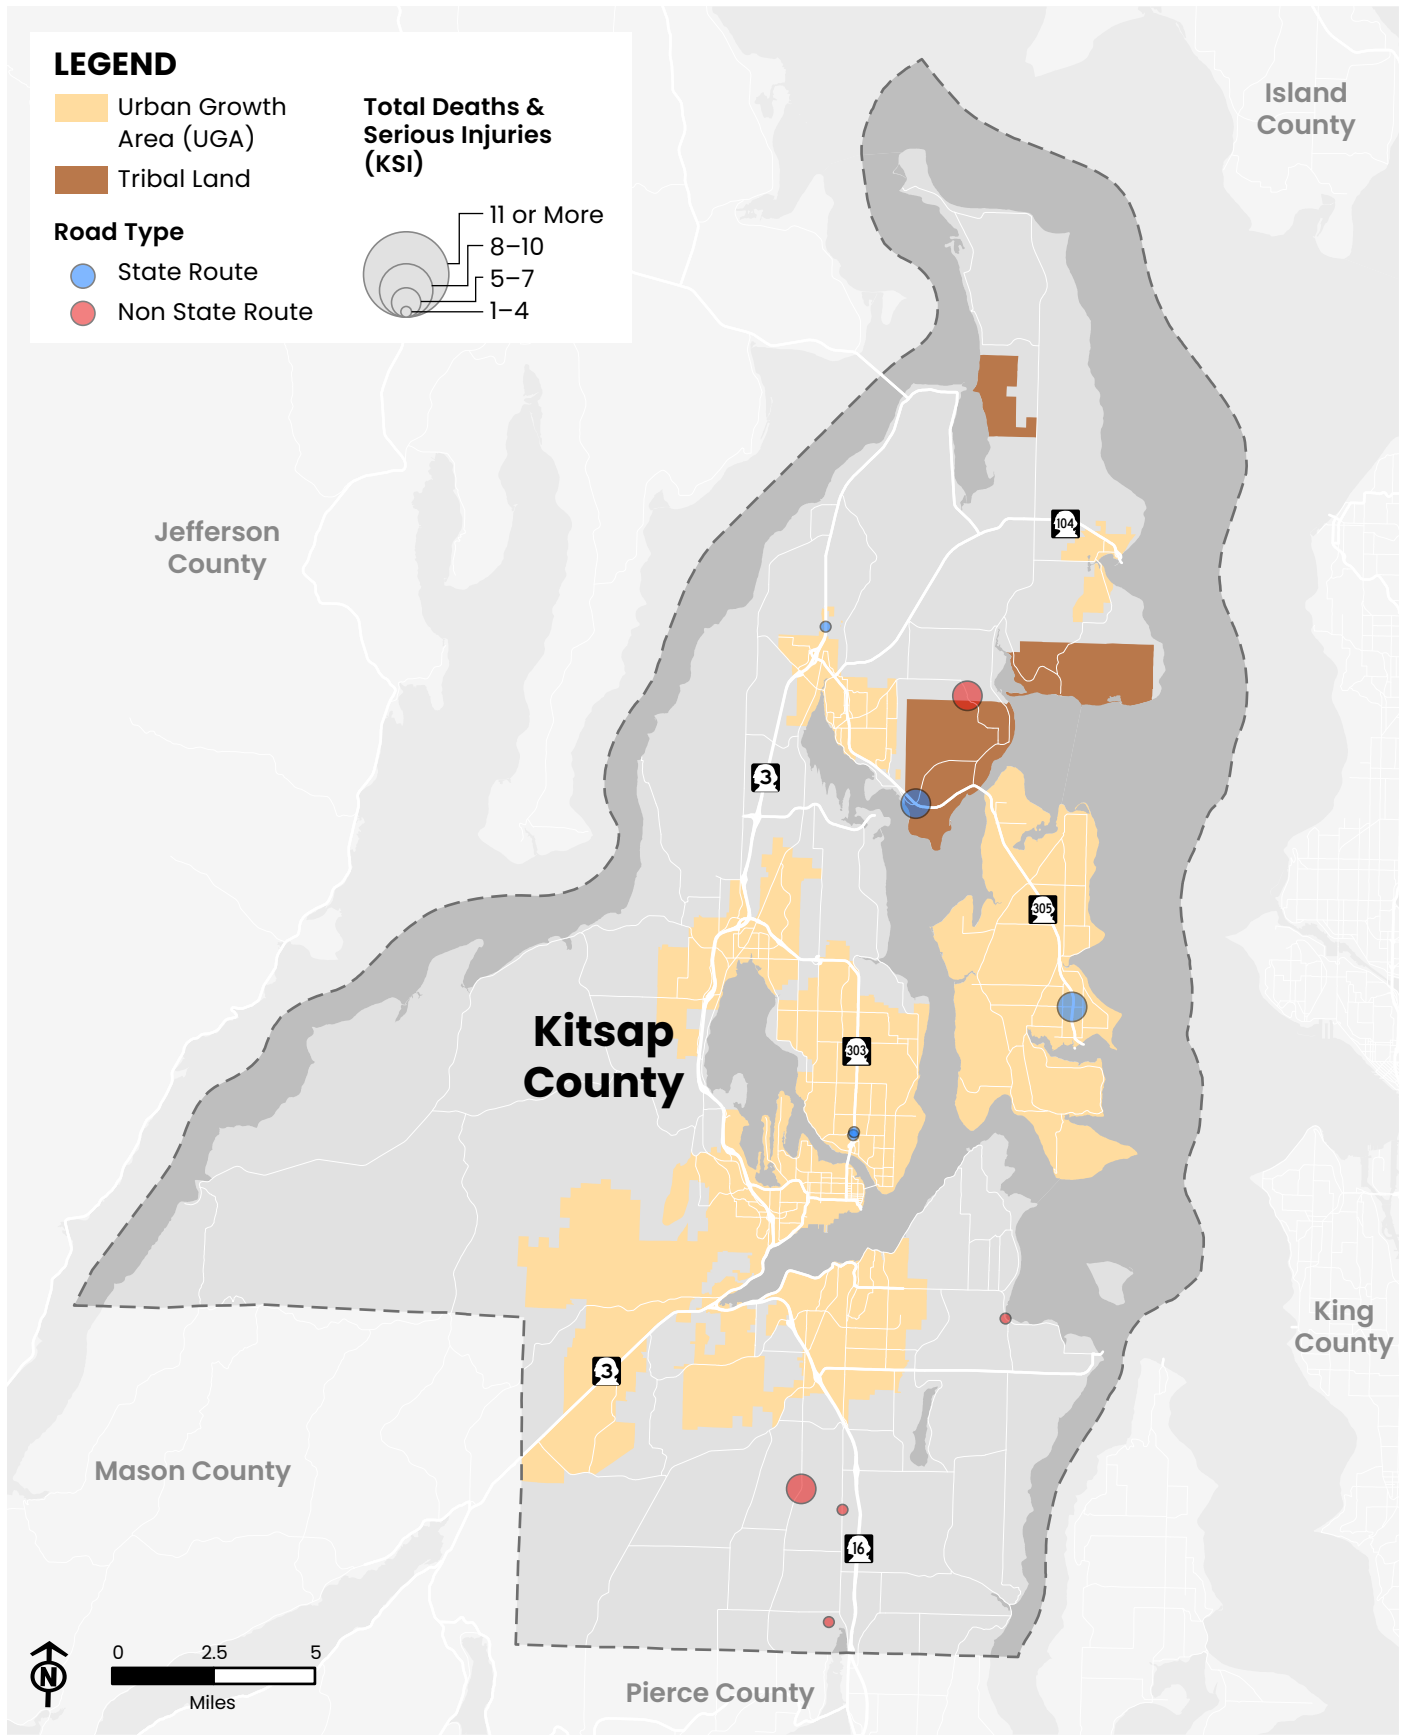 LEGEND
Urban Growth
Area (UGA)
Tribal Land
Road Type
State Route
Non State Route
Total Deaths &
Serious Injuries
(KSI)
11 or More
8–10
5–7
1–4
Island
County
Jefferson
County
104
3
305
Kitsap
County
303
King
County
3
Mason County
16
0 2.5 5
Miles
N
Pierce County